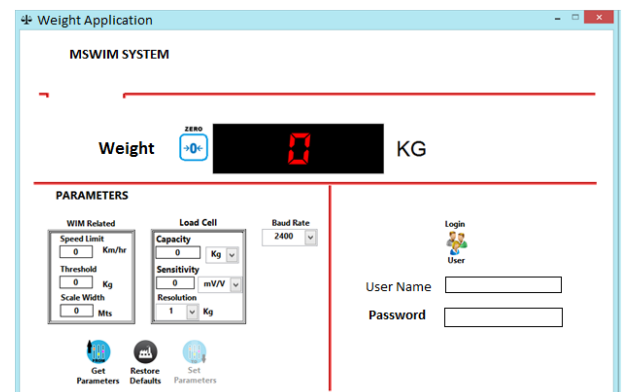 Weight Application
MSWIM SYSTEM
ZERO
→0←
Weight 0 KG
PARAMETERS
WIM Related
Speed Limit
0 Km/hr
Threshold
0 Kg
Scale Width
0 Mts
Load Cell
Capacity
0 Kg
Sensitivity
0 mV/V
Resolution
1 Kg
Baud Rate
2400
Get Parameters
Restore Defaults
Set Parameters
Login
User
User Name
Password